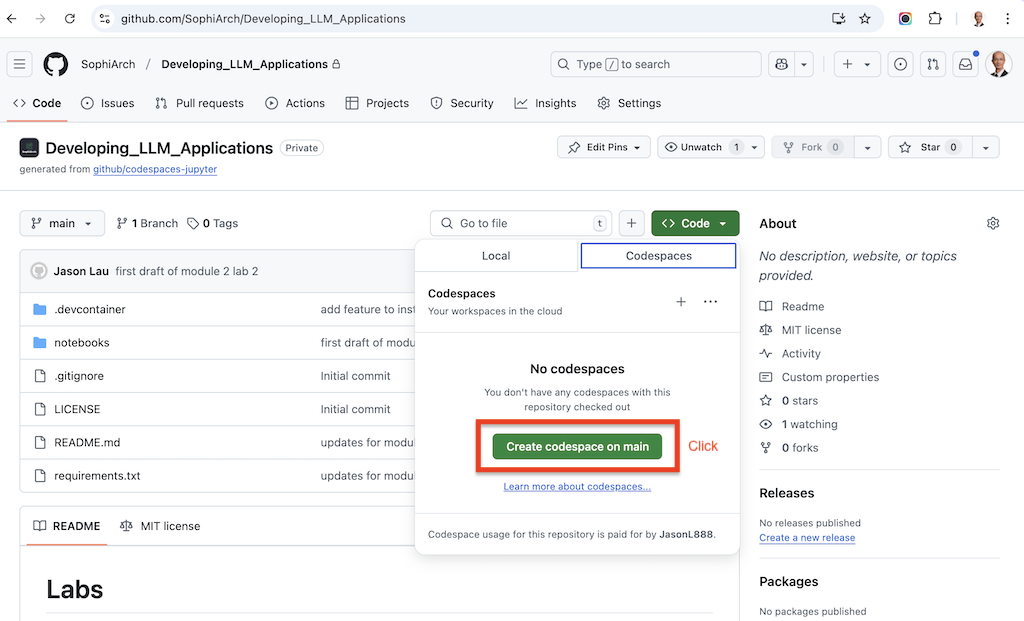 github.com/SophiArch/Developing_LLM_Applications
SophiArch / Developing_LLM_Applications
Type / to search
Code
Issues
Pull requests
Actions
Projects
Security
Insights
Settings
Developing_LLM_Applications Private
Edit Pins
Unwatch 1
Fork 0
Star 0
generated from github/codespaces-jupyter
main
1 Branch
0 Tags
Go to file t
Code
Local
Codespaces
Codespaces
Your workspaces in the cloud
No codespaces
You don't have any codespaces with this
repository checked out
Create codespace on main
Click
Learn more about codespaces...
Codespace usage for this repository is paid for by JasonL888.
Jason Lau first draft of module 2 lab 2
.devcontainer add feature to inst
notebooks first draft of modu
.gitignore Initial commit
LICENSE Initial commit
README.md updates for modu
requirements.txt updates for modu
README
MIT license
Labs
About
No description, website, or topics
provided.
Readme
MIT license
Activity
Custom properties
0 stars
1 watching
0 forks
Releases
No releases published
Create a new release
Packages
No packages published